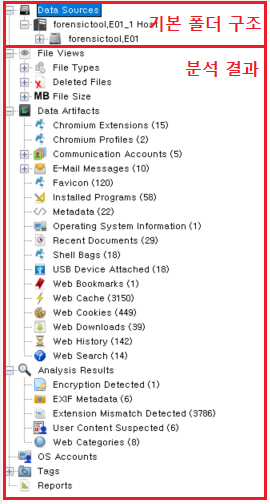 Data Sources
forensictool,E01_1 Host
기본 폴더 구조
forensictool,E01
File Views
분석 결과
File Types
Deleted Files
MB File Size
Data Artifacts
Chromium Extensions (15)
Chromium Profiles (2)
Communication Accounts (5)
E-Mail Messages (10)
Favicon (120)
Installed Programs (58)
Metadata (22)
Operating System Information (1)
Recent Documents (29)
Shell Bags (18)
USB Device Attached (18)
Web Bookmarks (1)
Web Cache (3150)
Web Cookies (449)
Web Downloads (39)
Web History (142)
Web Search (14)
Analysis Results
Encryption Detected (1)
EXIF Metadata (6)
Extension Mismatch Detected (3786)
User Content Suspected (6)
Web Categories (8)
OS Accounts
Tags
Reports